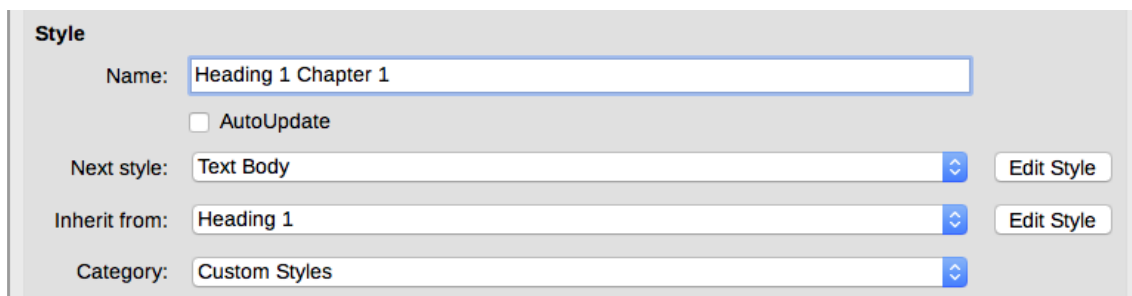 Style
Name: Heading 1 Chapter 1
AutoUpdate
Next style: Text Body Edit Style
Inherit from: Heading 1 Edit Style
Category: Custom Styles